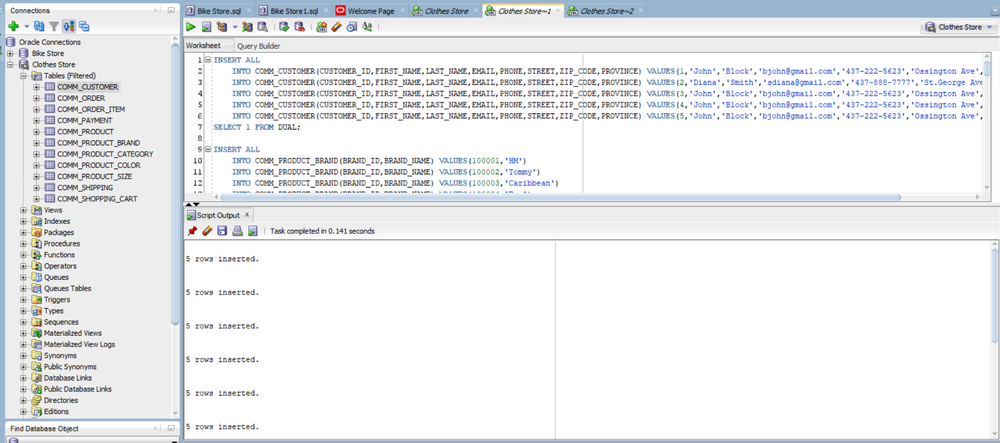 Connections
Oracle Connections
Bike Store
Clothes Store
Tables (Filtered)
COMM_CUSTOMER
COMM_ORDER
COMM_ORDER_ITEM
COMM_PAYMENT
COMM_PRODUCT
COMM_PRODUCT_BRAND
COMM_PRODUCT_CATEGORY
COMM_PRODUCT_COLOR
COMM_PRODUCT_SIZE
COMM_SHIPPING
COMM_SHOPPING_CART
Views
Indexes
Packages
Procedures
Functions
Operators
Queues
Queues Tables
Triggers
Types
Sequences
Materialized Views
Materialized View Logs
Synonyms
Public Synonyms
Database Links
Public Database Links
Directories
Editions
Find Database Object
Bike Store.sql Bike Store1.sql Welcome Page Clothes Store Clothes Store~1 Clothes Store~2
Clothes Store
Worksheet Query Builder
1 INSERT ALL
2 INTO COMM_CUSTOMER(CUSTOMER_ID,FIRST_NAME,LAST_NAME,EMAIL,PHONE,STREET,ZIP_CODE,PROVINCE) VALUES(1,'John','Block','bjohn@gmail.com','437-222-5623','Ossington Ave',
3 INTO COMM_CUSTOMER(CUSTOMER_ID,FIRST_NAME,LAST_NAME,EMAIL,PHONE,STREET,ZIP_CODE,PROVINCE) VALUES(2,'Diana','Smith','sdiana@gmail.com','437-888-7777','St.George Ave
4 INTO COMM_CUSTOMER(CUSTOMER_ID,FIRST_NAME,LAST_NAME,EMAIL,PHONE,STREET,ZIP_CODE,PROVINCE) VALUES(3,'John','Block','bjohn@gmail.com','437-222-5623','Ossington Ave',
5 INTO COMM_CUSTOMER(CUSTOMER_ID,FIRST_NAME,LAST_NAME,EMAIL,PHONE,STREET,ZIP_CODE,PROVINCE) VALUES(4,'John','Block','bjohn@gmail.com','437-222-5623','Ossington Ave',
6 INTO COMM_CUSTOMER(CUSTOMER_ID,FIRST_NAME,LAST_NAME,EMAIL,PHONE,STREET,ZIP_CODE,PROVINCE) VALUES(5,'John','Block','bjohn@gmail.com','437-222-5623','Ossington Ave',
7 SELECT 1 FROM DUAL;
8
9 INSERT ALL
10 INTO COMM_PRODUCT_BRAND(BRAND_ID,BRAND_NAME) VALUES(100001,'HM')
11 INTO COMM_PRODUCT_BRAND(BRAND_ID,BRAND_NAME) VALUES(100002,'Tommy')
12 INTO COMM_PRODUCT_BRAND(BRAND_ID,BRAND_NAME) VALUES(100003,'Caribbean')
Script Output
Task completed in 0.141 seconds
5 rows inserted.
5 rows inserted.
5 rows inserted.
5 rows inserted.
5 rows inserted.
5 rows inserted.